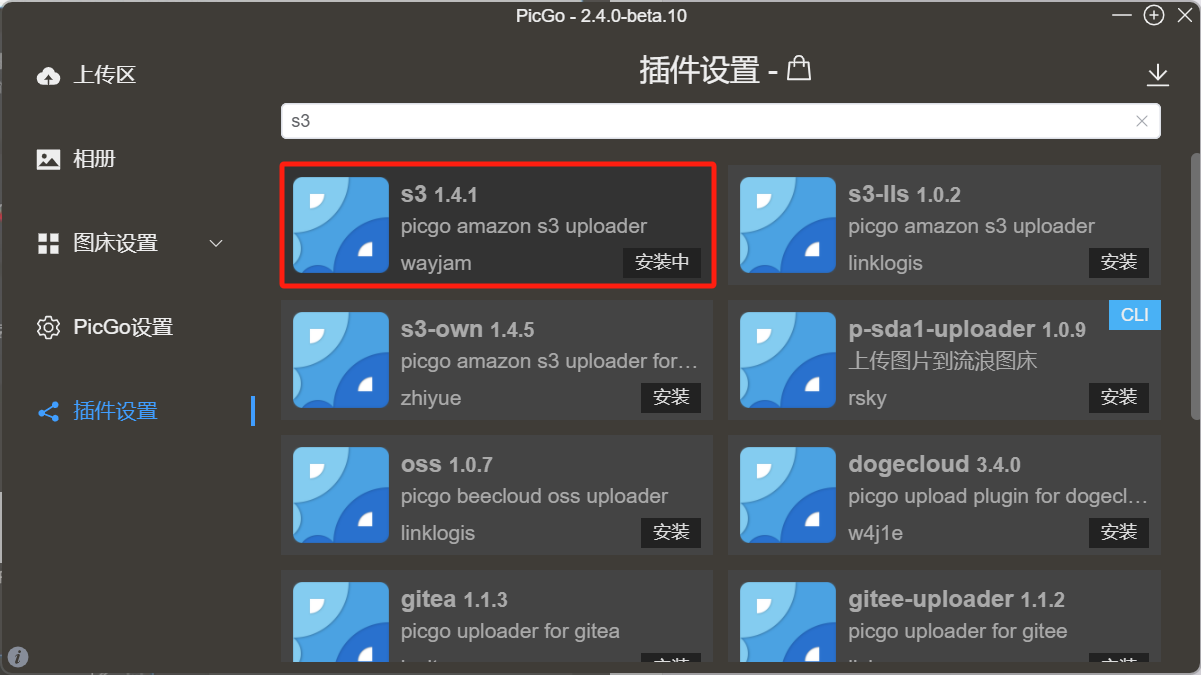 PicGo - 2.4.0-beta.10
上传区
相册
图床设置
PicGo设置
插件设置
插件设置 -
s3
s3 1.4.1
picgo amazon s3 uploader
wayjam
安装中
s3-lls 1.0.2
picgo amazon s3 uploader
linklogis
安装
s3-own 1.4.5
picgo amazon s3 uploader for…
zhiyue
安装
CLI
p-sda1-uploader 1.0.9
上传图片到流浪图床
rsky
安装
oss 1.0.7
picgo beecloud oss uploader
linklogis
安装
dogecloud 3.4.0
picgo upload plugin for dogecl…
w4j1e
安装
gitea 1.1.3
picgo uploader for gitea
安装
gitee-uploader 1.1.2
picgo uploader for gitee
安装